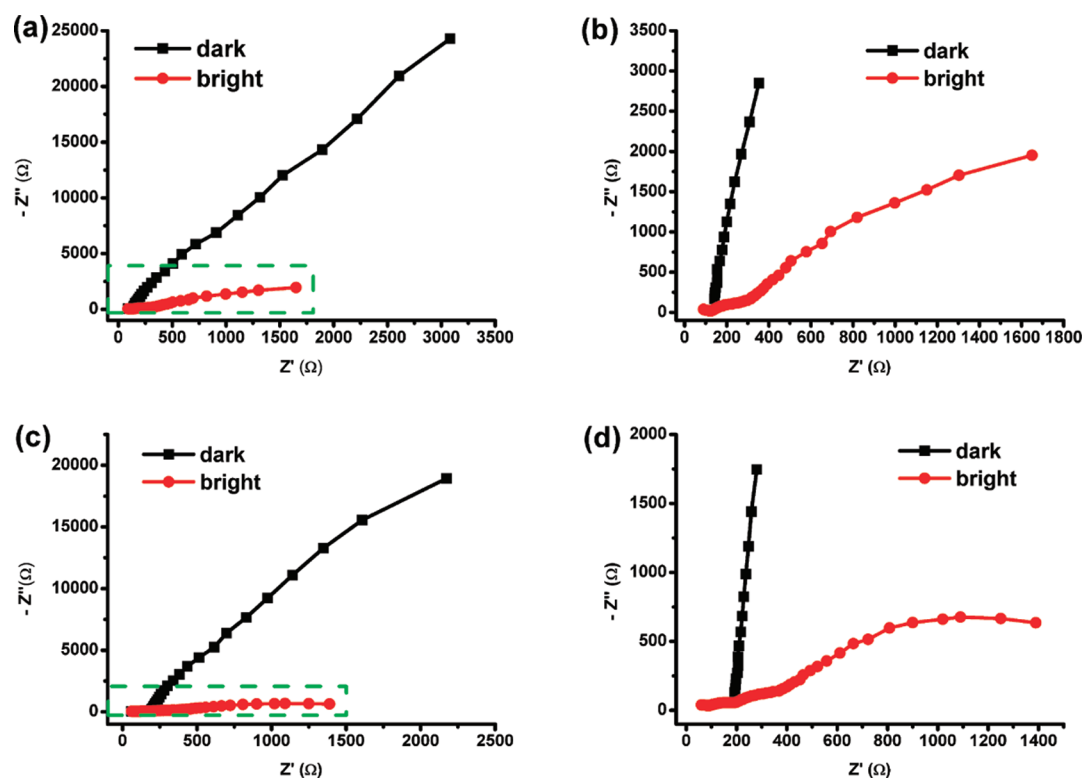 (a)
dark
bright
25000
20000
15000
10000
5000
0
- Z'' (Ω)
0 500 1000 1500 2000 2500 3000 3500
Z' (Ω)
(b)
dark
bright
3500
3000
2500
2000
1500
1000
500
0
- Z'' (Ω)
0 200 400 600 800 1000 1200 1400 1600 1800
Z' (Ω)
(c)
dark
bright
20000
15000
10000
5000
0
- Z''(Ω)
0 500 1000 1500 2000 2500
Z' (Ω)
(d)
dark
bright
2000
1500
1000
500
0
- Z'' (Ω)
0 200 400 600 800 1000 1200 1400
Z' (Ω)